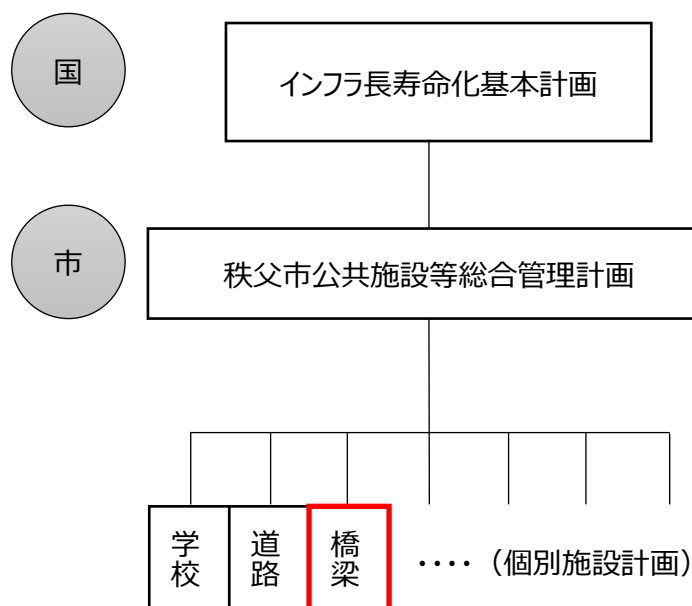 国
インフラ長寿命化基本計画
市
秩父市公共施設等総合管理計画
学校
道路
橋梁
・・・・（個別施設計画）